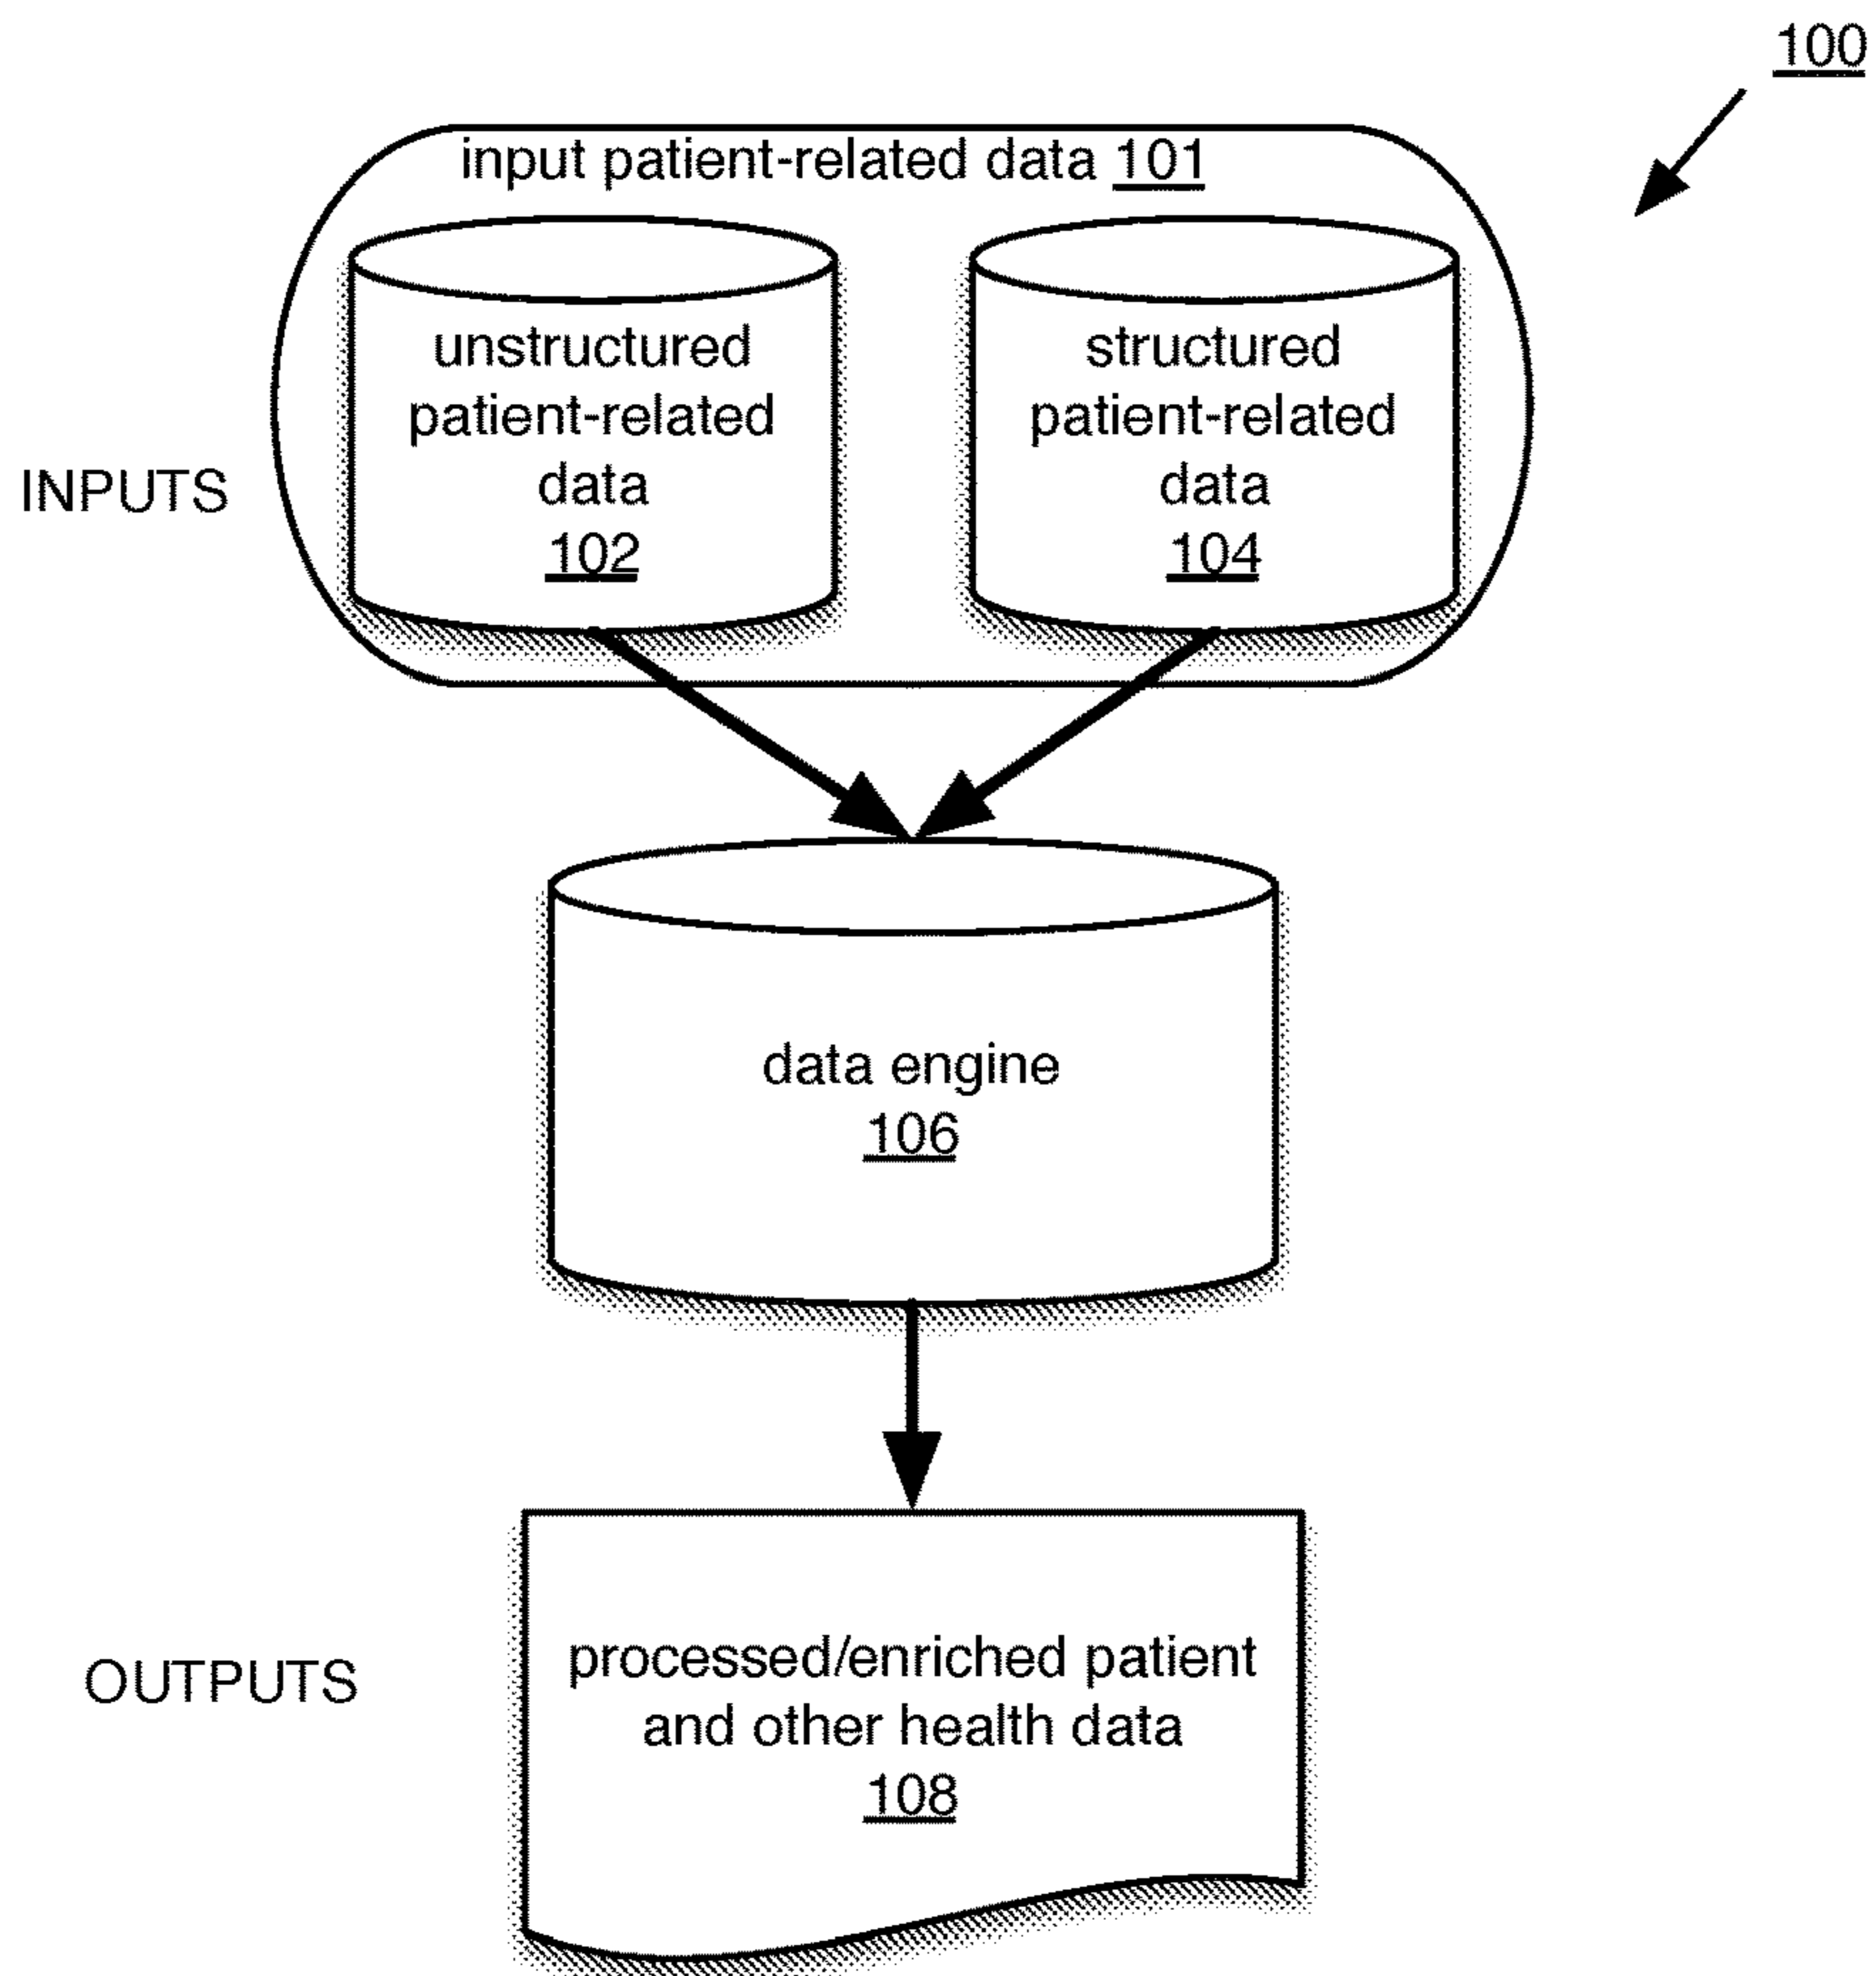 100
input patient-related data 101
unstructured
patient-related
data
102
structured
patient-related
data
104
INPUTS
data engine
106
OUTPUTS
processed/enriched patient
and other health data
108